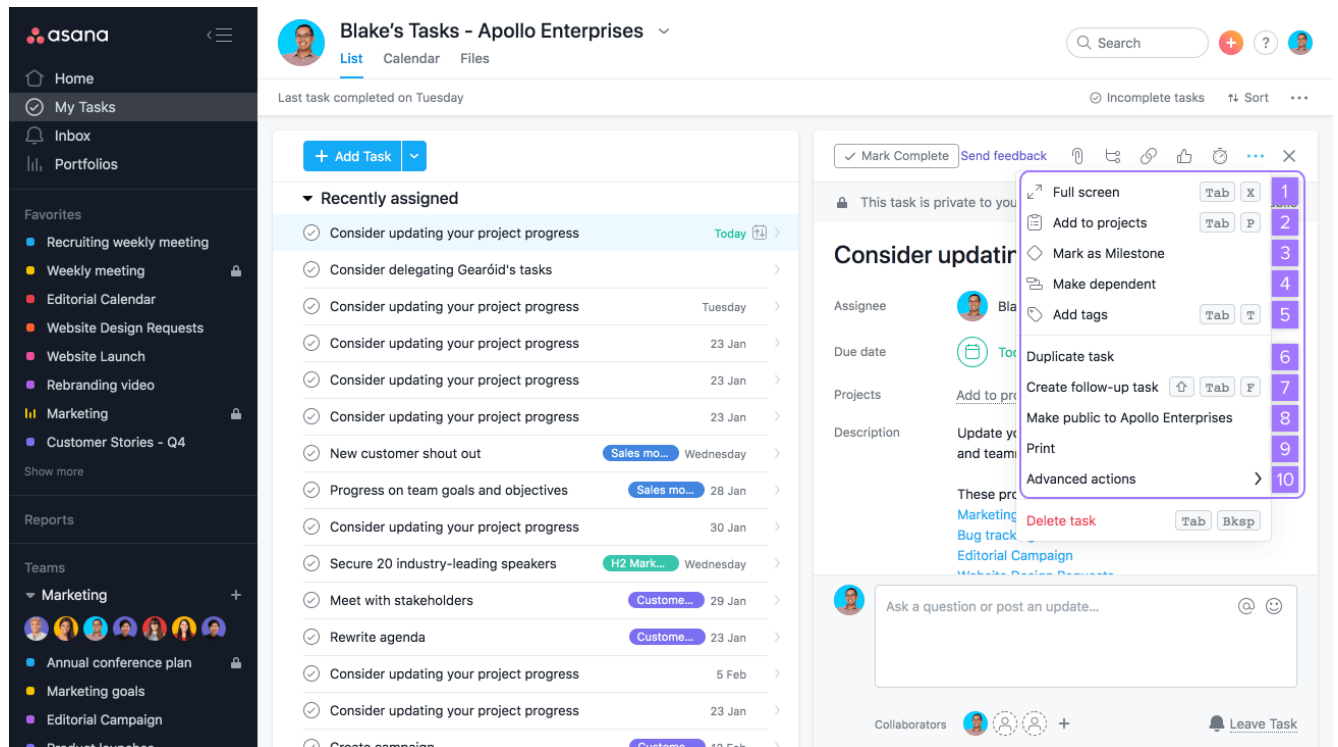 asana
Home
My Tasks
Inbox
Portfolios
Favorites
Recruiting weekly meeting
Weekly meeting
Editorial Calendar
Website Design Requests
Website Launch
Rebranding video
Marketing
Customer Stories - Q4
Show more
Reports
Teams
Marketing
Annual conference plan
Marketing goals
Editorial Campaign
Blake's Tasks - Apollo Enterprises
List Calendar Files
Search
Last task completed on Tuesday
Incomplete tasks Sort
+ Add Task
Recently assigned
Consider updating your project progress Today
Consider delegating Gearóid's tasks
Consider updating your project progress Tuesday
Consider updating your project progress 23 Jan
Consider updating your project progress 23 Jan
Consider updating your project progress 23 Jan
New customer shout out Sales mo... Wednesday
Progress on team goals and objectives Sales mo... 28 Jan
Consider updating your project progress 30 Jan
Secure 20 industry-leading speakers H2 Mark... Wednesday
Meet with stakeholders Custome... 29 Jan
Rewrite agenda Custome... 23 Jan
Consider updating your project progress 5 Feb
Consider updating your project progress 23 Jan
Mark Complete Send feedback
This task is private to you
Consider
Assignee
Due date
Projects
Description Update
and
These
Marketing
Bug
Editorial Campaign
Full screen Tab X 1
Add to projects Tab P 2
Mark as Milestone 3
Make dependent 4
Add tags Tab T 5
Duplicate task 6
Create follow-up task Tab F 7
Make public to Apollo Enterprises 8
Print 9
Advanced actions 10
Delete task Tab Bksp
Ask a question or post an update...
Collaborators Leave Task